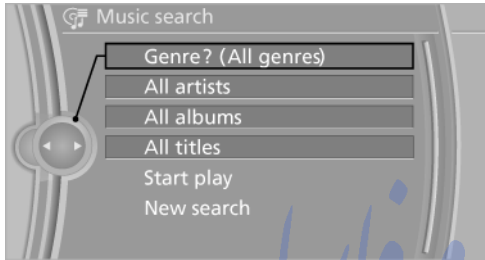 Music search
Genre? (All genres)
All artists
All albums
All titles
Start play
New search